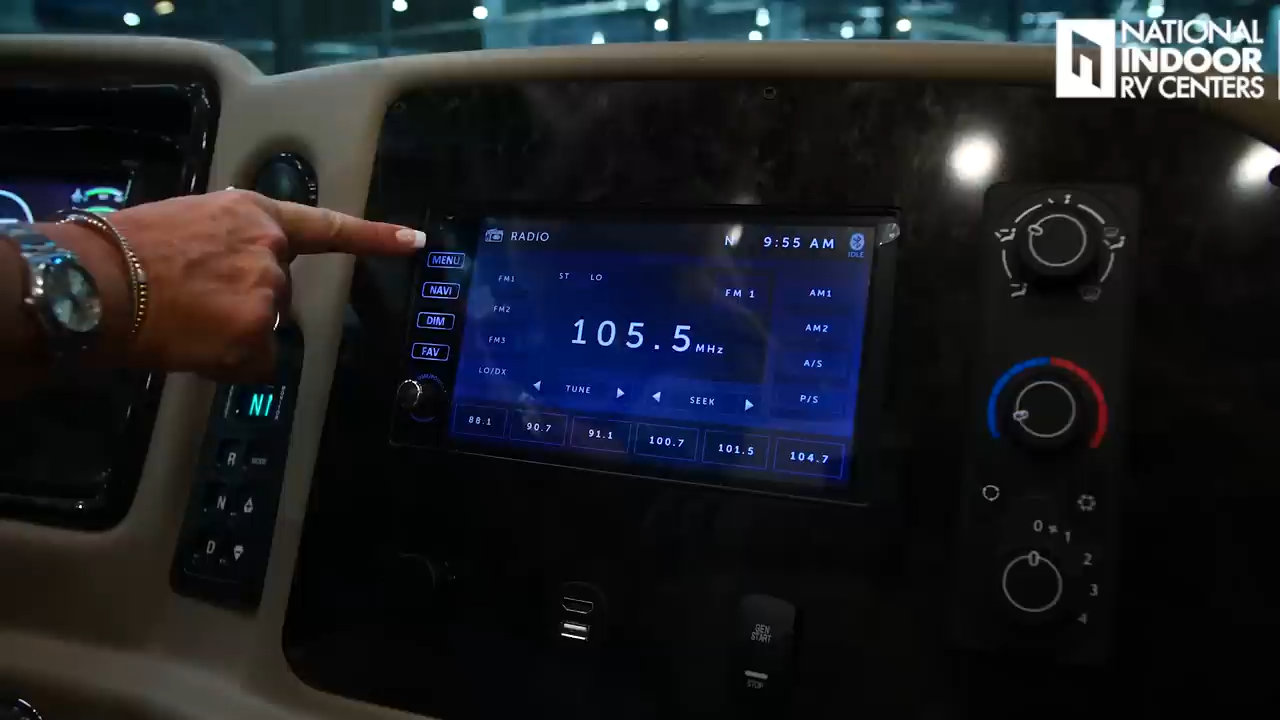 NATIONAL
INDOOR
RV CENTERS
RADIO
9:55 AM
IDLE
MENU
NAVI
DIM
FAV
FM1
FM2
FM3
LO/DX
ST LO
FM 1
105.5 MHz
TUNE
SEEK
AM1
AM2
A/S
P/S
88.1
90.7
91.1
100.7
101.5
104.7
N1
R MODE
N
D
GEN
START
STOP
0
1
2
3
4